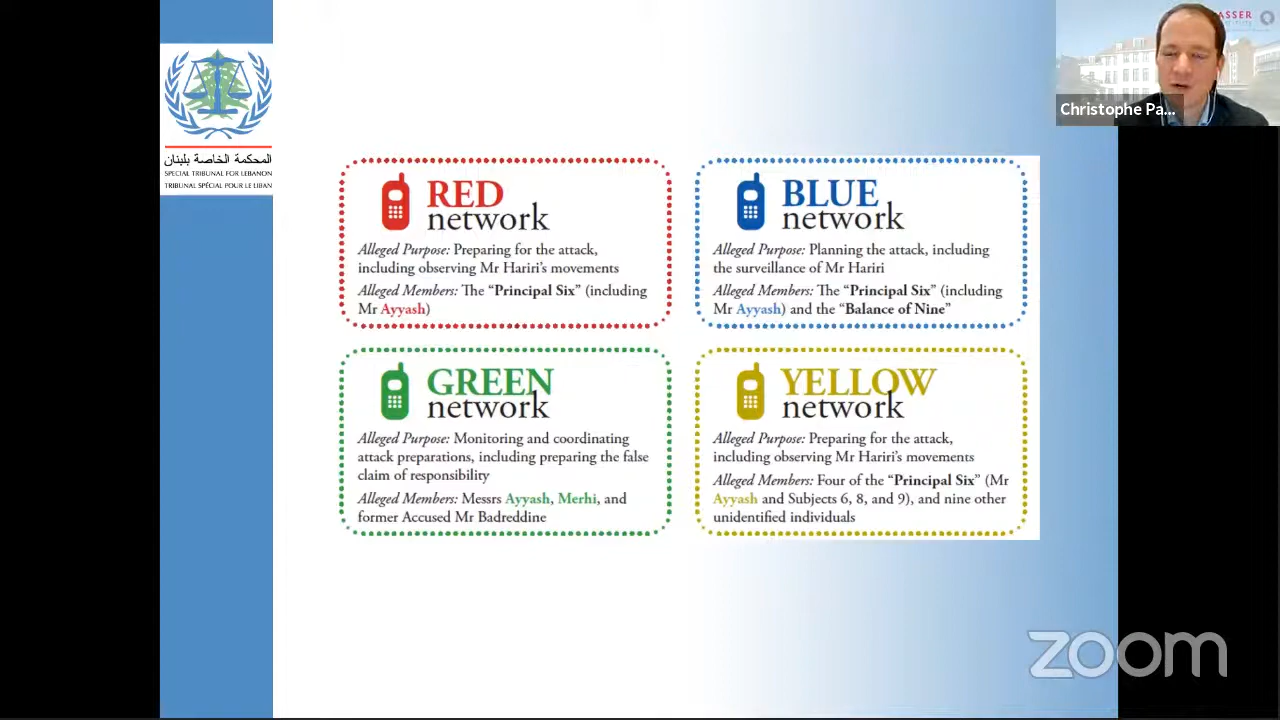 المحكمة الخاصة بلبنان
SPECIAL TRIBUNAL FOR LEBANON
TRIBUNAL SPÉCIAL POUR LE LIBAN
RED
network
Alleged Purpose: Preparing for the attack,
including observing Mr Hariri's movements
Alleged Members: The “Principal Six” (including
Mr Ayyash)
BLUE
network
Alleged Purpose: Planning the attack, including
the surveillance of Mr Hariri
Alleged Members: The “Principal Six” (including
Mr Ayyash) and the “Balance of Nine”
GREEN
network
Alleged Purpose: Monitoring and coordinating
attack preparations, including preparing the false
claim of responsibility
Alleged Members: Messrs Ayyash, Merhi, and
former Accused Mr Badreddine
YELLOW
network
Alleged Purpose: Preparing for the attack,
including observing Mr Hariri's movements
Alleged Members: Four of the “Principal Six” (Mr
Ayyash and Subjects 6, 8, and 9), and nine other
unidentified individuals
ASSER
Christophe Pa...
zoom